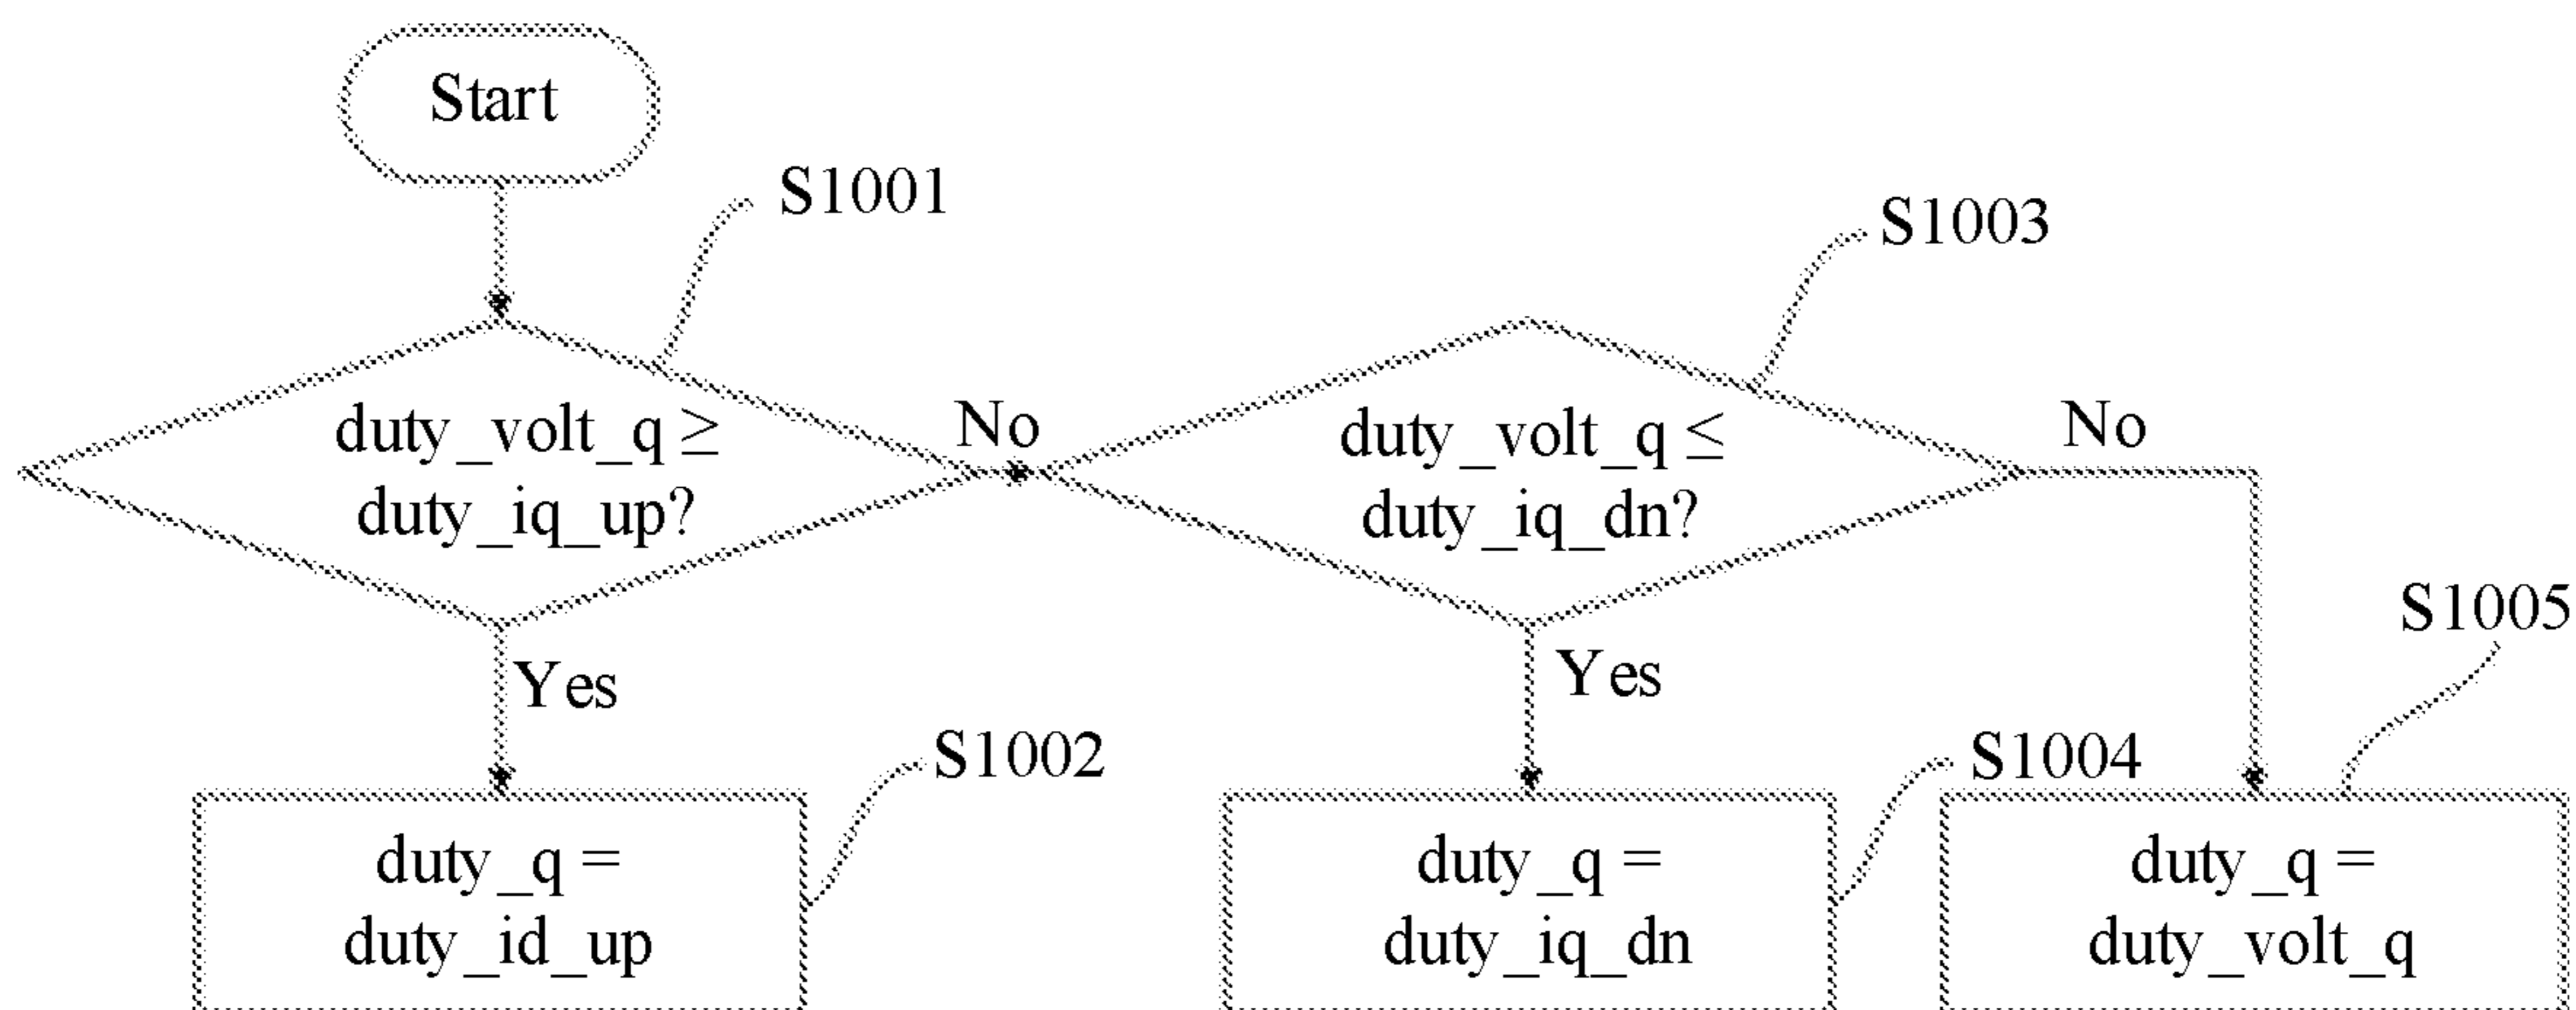 Start
S1001
S1003
duty_volt_q ≥
duty_iq_up?
No
duty_volt_q ≤
duty_iq_dn?
No
Yes
Yes
S1005
S1002
S1004
duty_q =
duty_id_up
duty_q =
duty_iq_dn
duty_q =
duty_volt_q